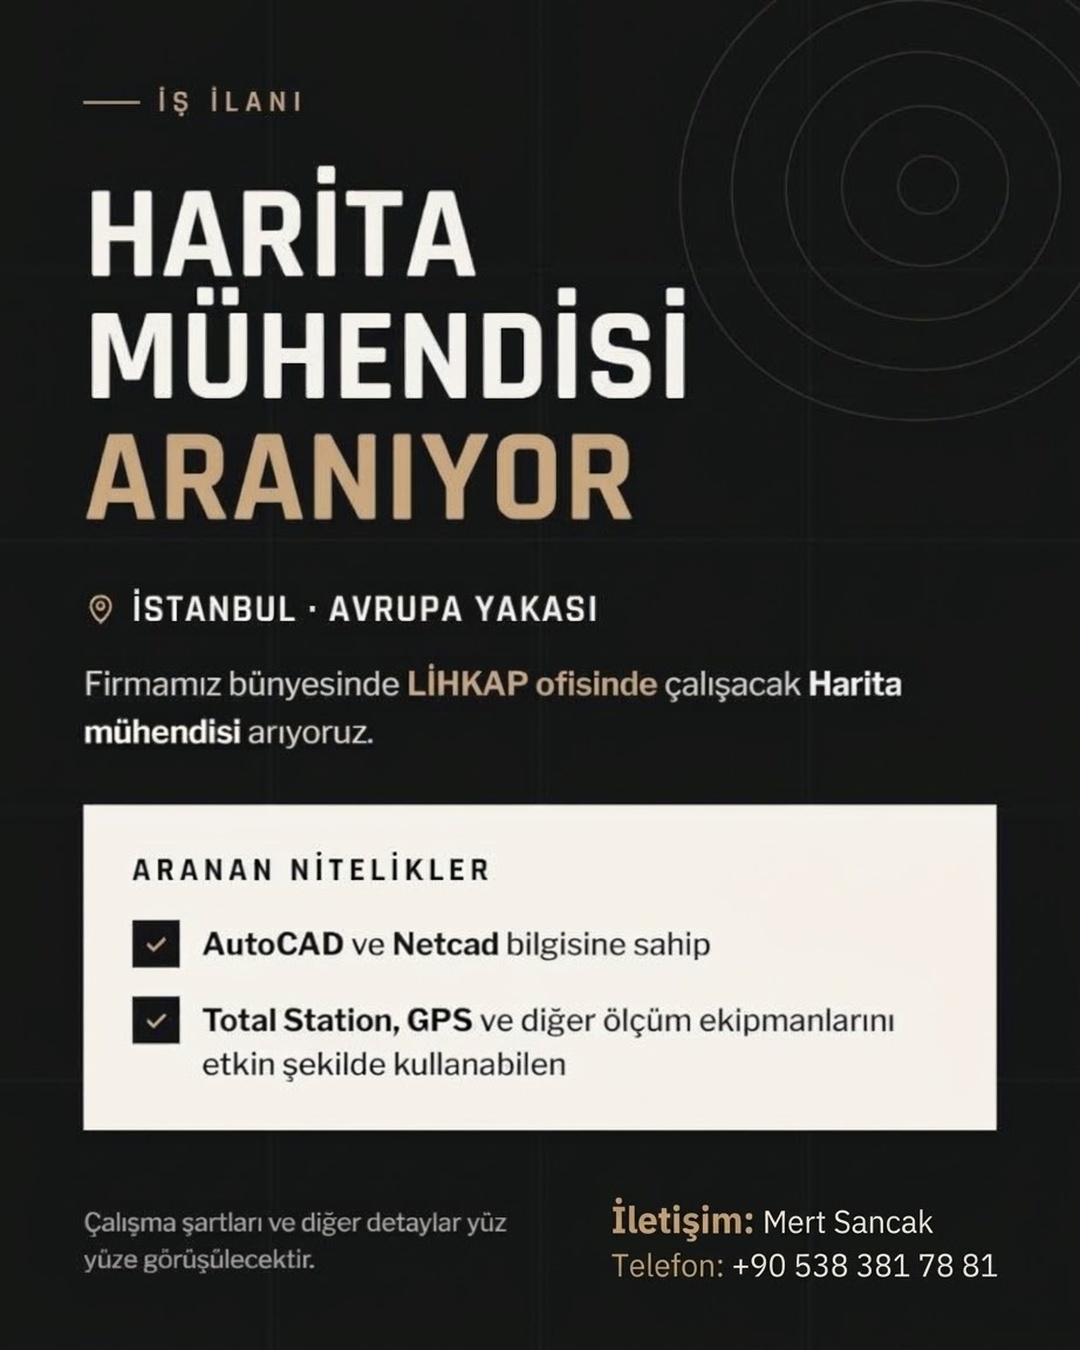 İŞ İLANI
HARİTA
MÜHENDİSİ
ARANIYOR
İSTANBUL · AVRUPA YAKASI
Firmamız bünyesinde LİHKAP ofisinde çalışacak Harita
mühendisi arıyoruz.
ARANAN NİTELİKLER
AutoCAD ve Netcad bilgisine sahip
Total Station, GPS ve diğer ölçüm ekipmanlarını
etkin şekilde kullanabilen
Çalışma şartları ve diğer detaylar yüz
yüze görüşülecektir.
İletişim: Mert Sancak
Telefon: +90 538 381 78 81